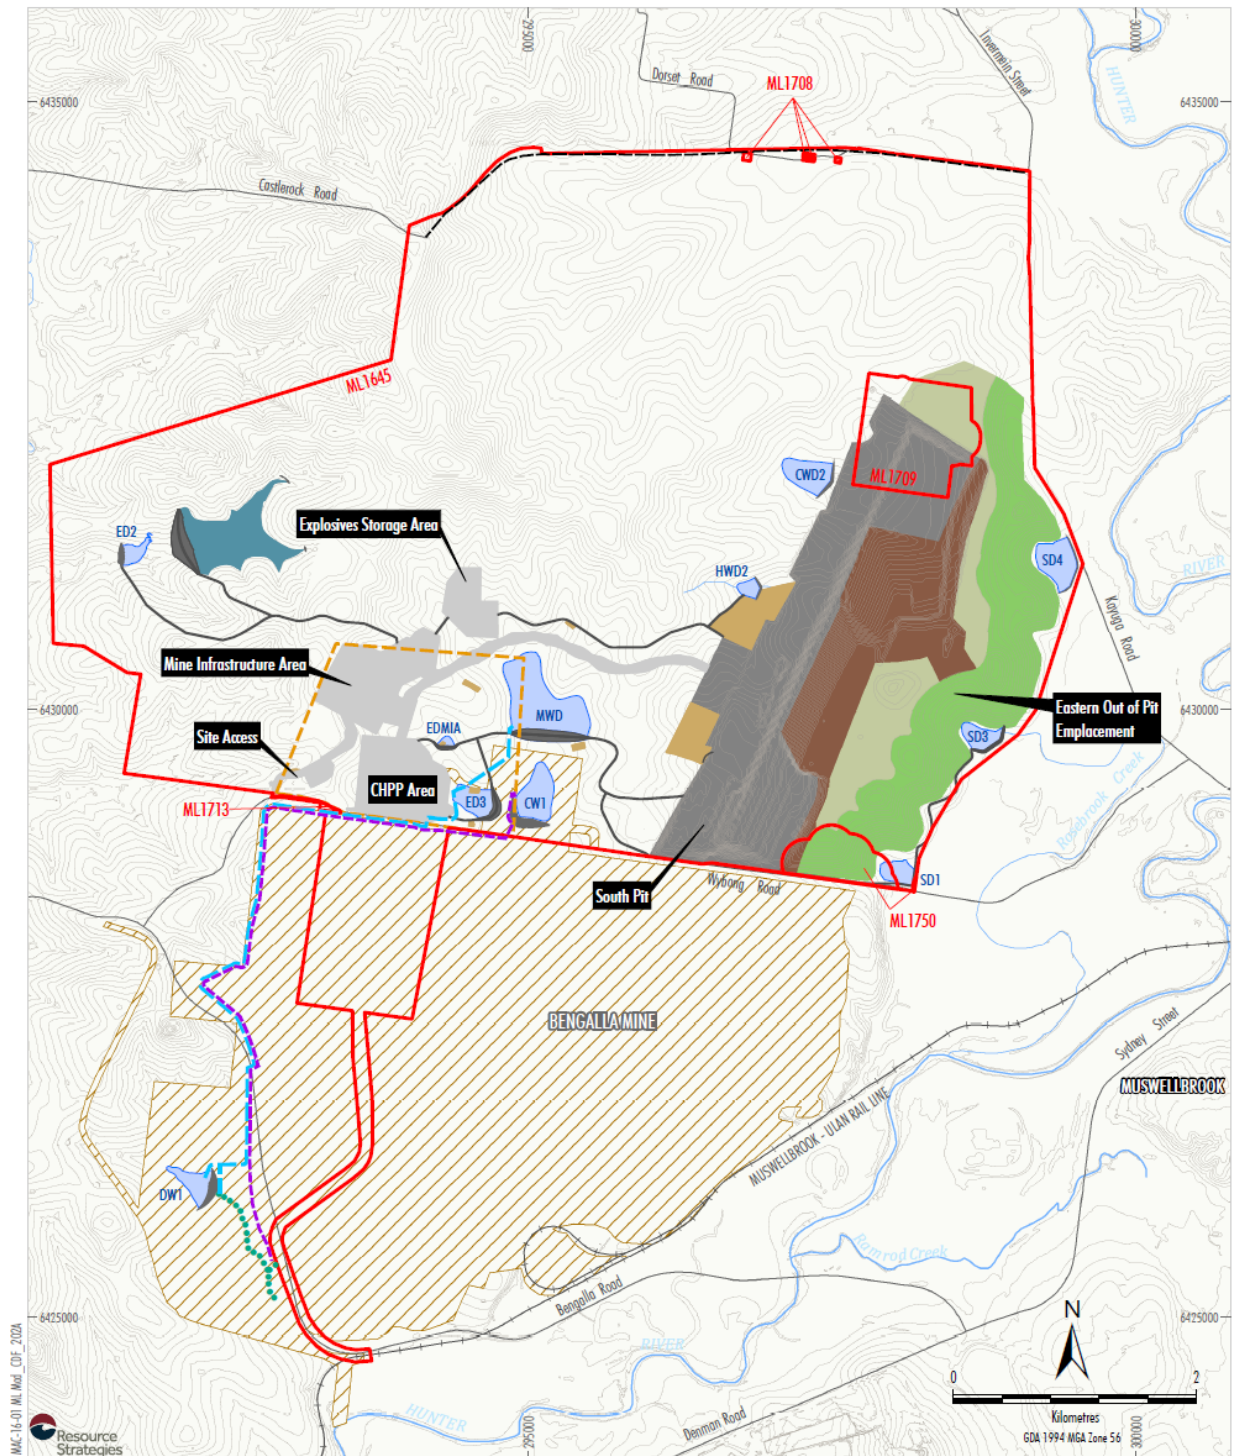 295000
300000
Invermein Street
HUNTER
Dorset Road
ML1708
6435000
6435000
Castlerock Road
ML1645
ML1709
CWD2
Explosives Storage Area
ED2
SD4
HWD2
RIVER
Kayuga Road
Mine Infrastructure Area
6430000
6430000
MWD
Eastern Out of Pit
Emplacement
EDMIA
Site Access
SD3
CHPP Area
ED3
CW1
ML1713
Rosebrook Creek
Wybong Road
SD1
South Pit
ML1750
BENGALLA MINE
Sydney Street
MUSWELLBROOK
MUSWELLBROOK - ULAN RAIL LINE
DW1
Ramrod Creek
Bengalla Road
6425000
6425000
N
RIVER
0
2
Kilometres
GDA 1994 MGA Zone 56
HUNTER
Denman Road
295000
300000
MAC-16-01 ML Mod_CDF_202A
Resource
Strategies